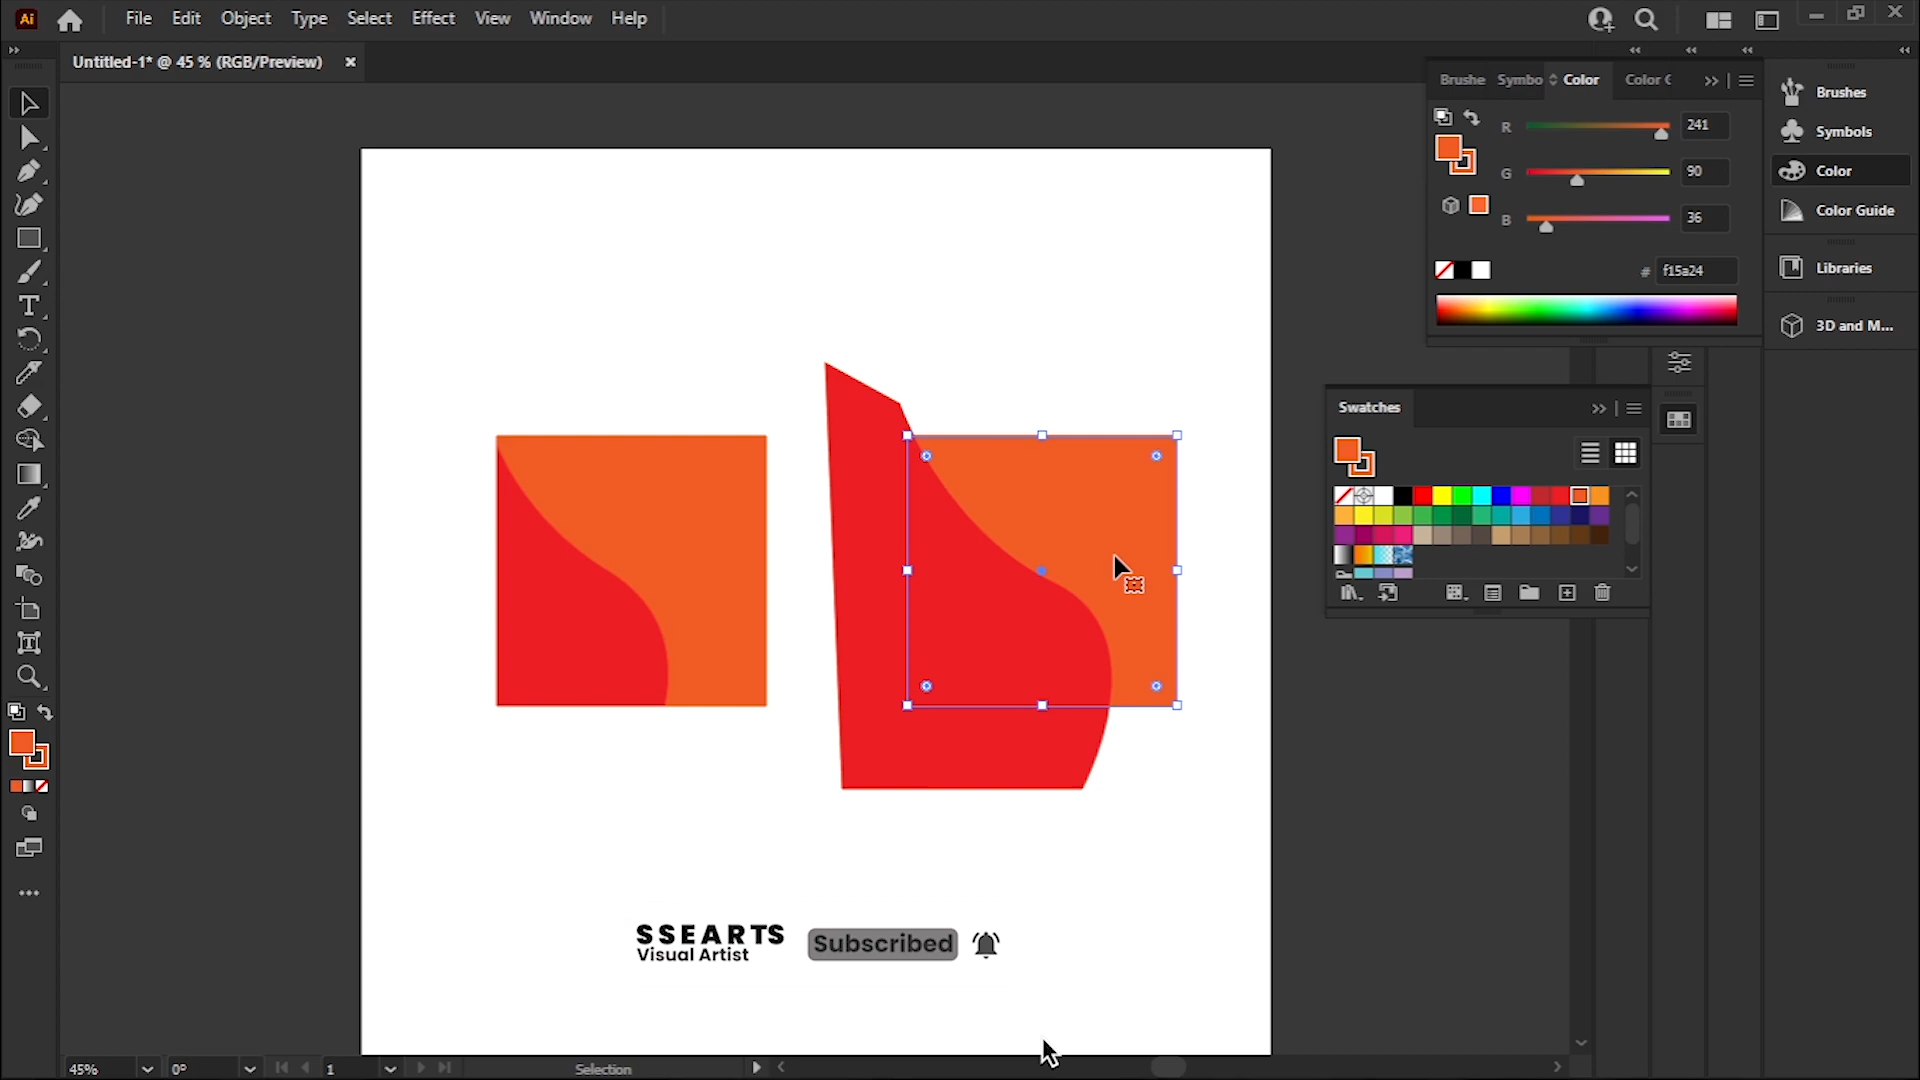 Ai File Edit Object Type Select Effect View Window Help
Untitled-1* @ 45 % (RGB/Preview)
Brushe Symbo Color Color
R 241
G 90
B 36
# f15a24
Brushes
Symbols
Color
Color Guide
Libraries
3D and M...
Swatches
SSEARTS
Visual Artist
Subscribed
45% 0° 1 Selection